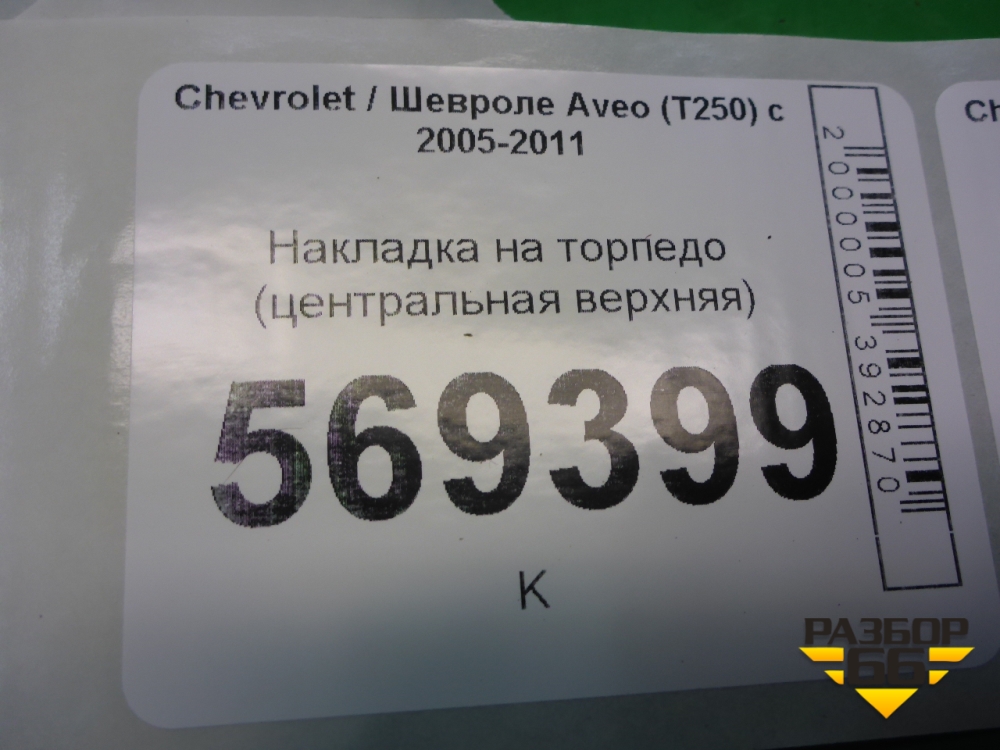 Chevrolet / Шевроле Aveo (T250) с
2005-2011
Накладка на торпедо
(центральная верхняя)
569399
К
2000005392870
Ch
РАЗБОР
66